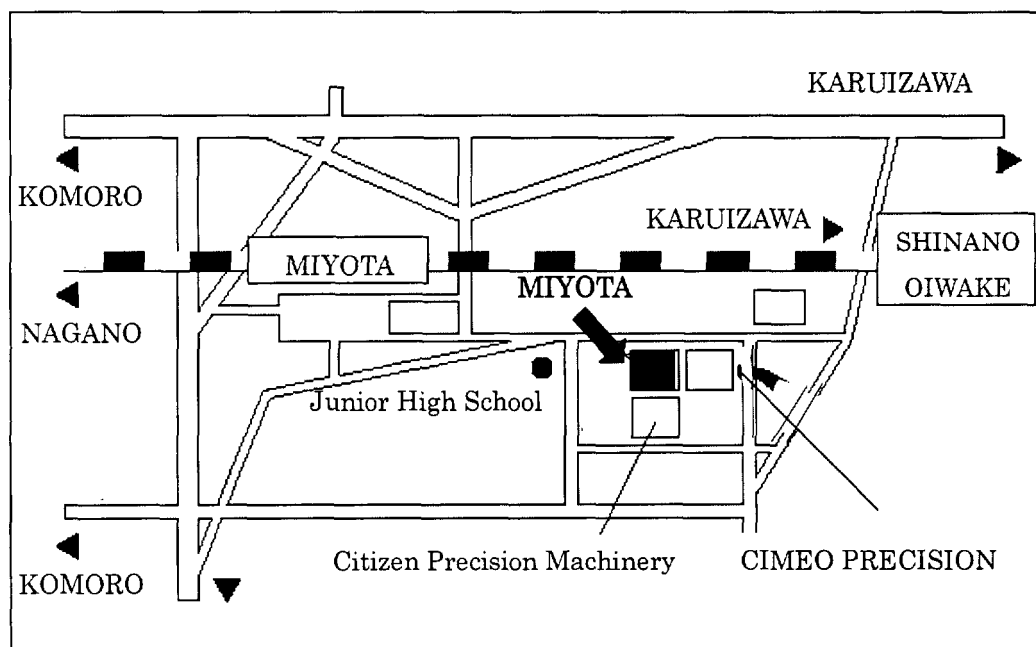 KARUIZAWA
KOMORO
KARUIZAWA
SHINANO
OIWAKE
MIYOTA
NAGANO
MIYOTA
Junior High School
Citizen Precision Machinery
CIMEO PRECISION
KOMORO